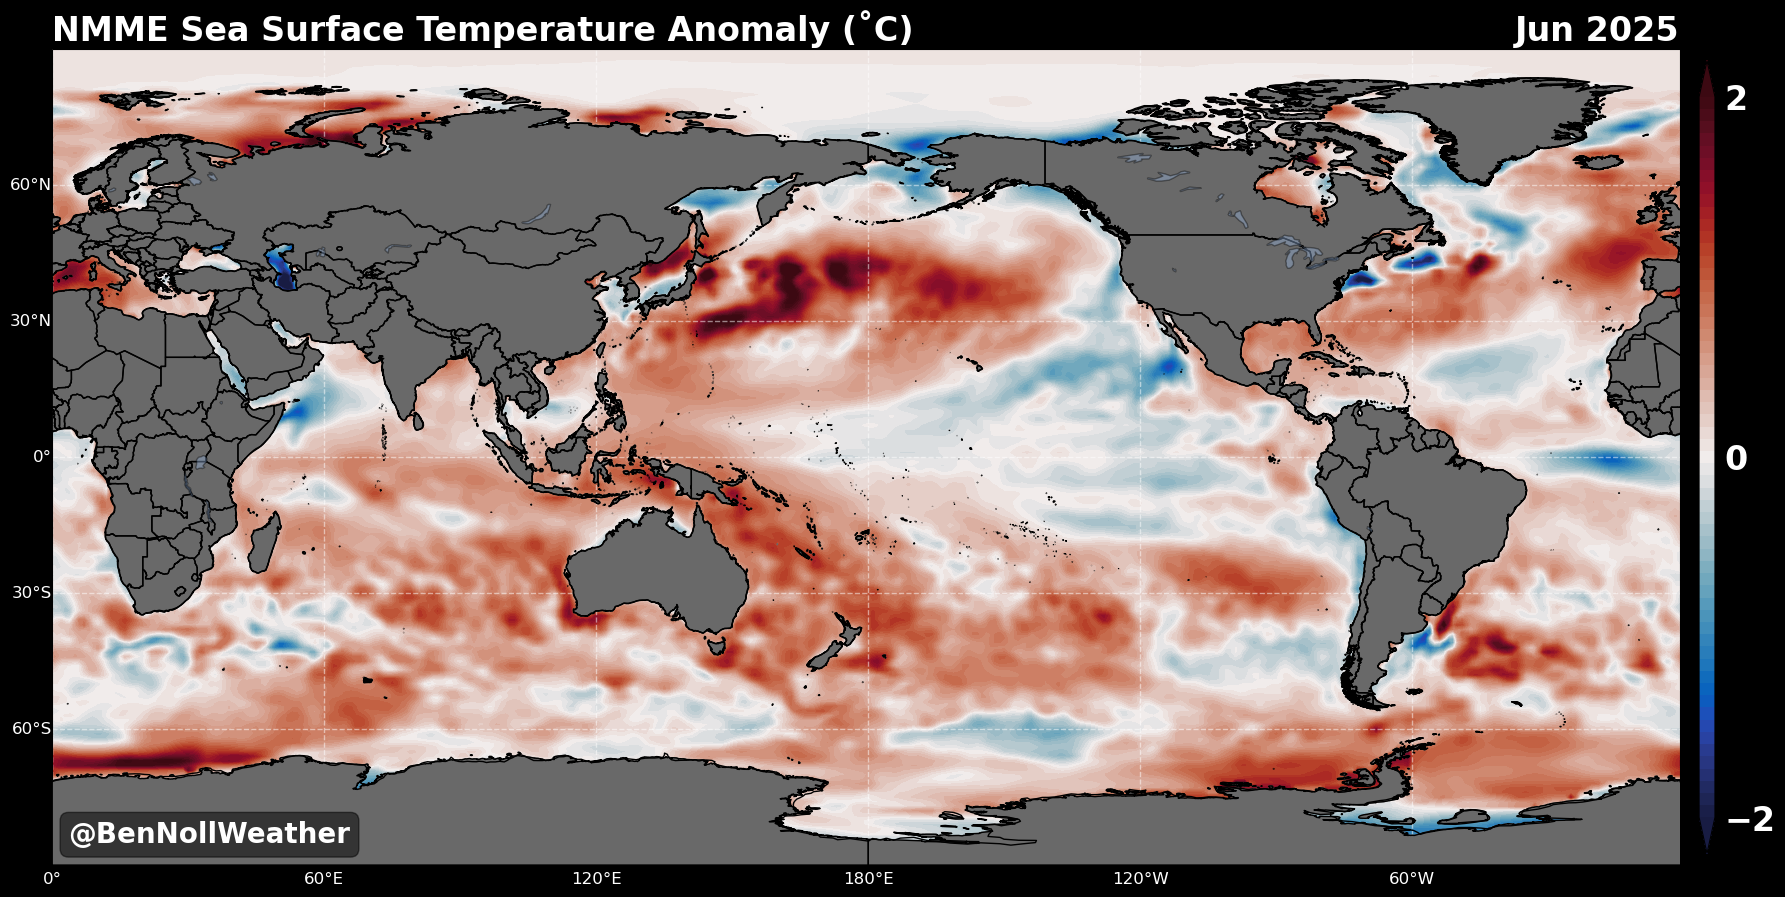 NMME Sea Surface Temperature Anomaly (˚C)
Jun 2025
2
0
−2
60°N
30°N
0°
30°S
60°S
@BenNollWeather
0°
60°E
120°E
180°E
120°W
60°W